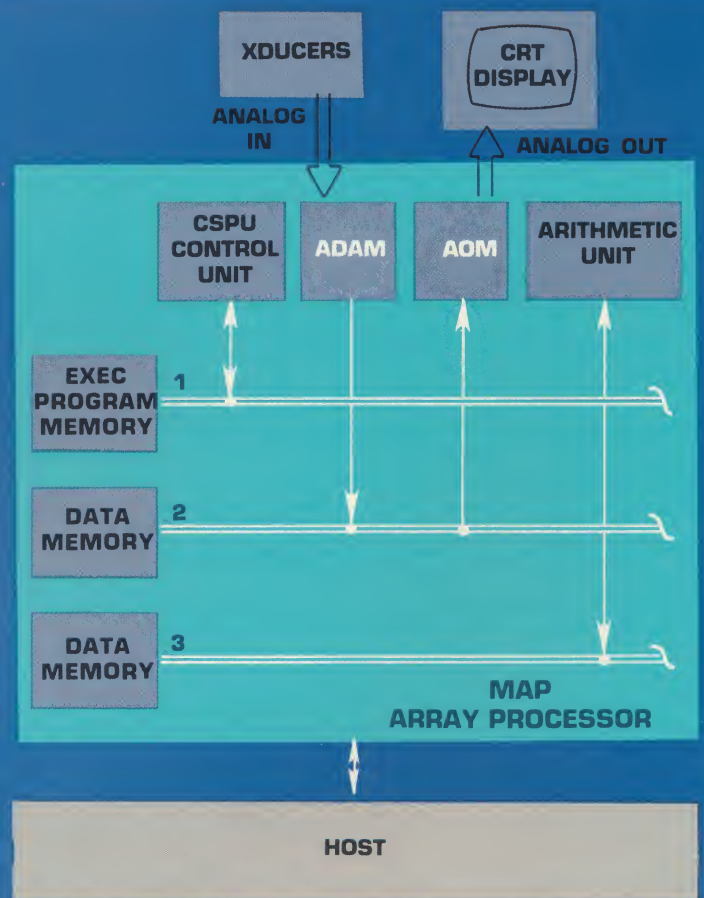 XDUCERS
CRT
DISPLAY
ANALOG
IN
ANALOG OUT
CSPU
CONTROL
UNIT
ADAM
AOM
ARITHMETIC
UNIT
EXEC
PROGRAM
MEMORY
1
DATA
MEMORY
2
DATA
MEMORY
3
MAP
ARRAY PROCESSOR
HOST